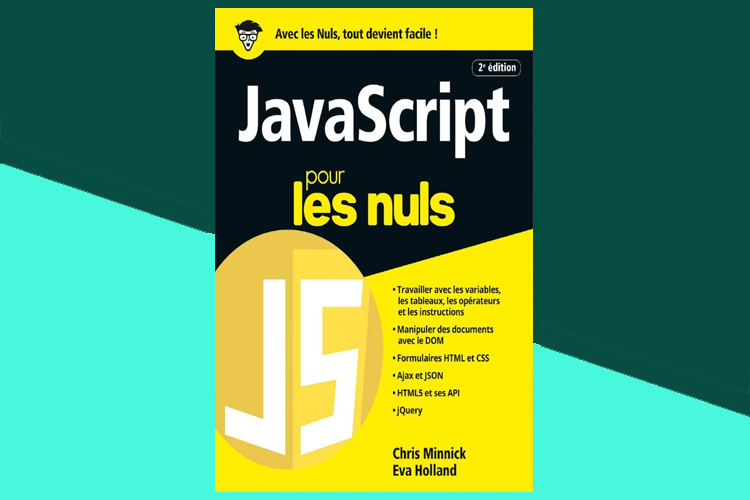 Avec les Nuls, tout devient facile !
2e édition
JavaScript
pour
les nuls
JS
• Travailler avec les variables,
les tableaux, les opérateurs
et les instructions
• Manipuler des documents
avec le DOM
• Formulaires HTML et CSS
• Ajax et JSON
• HTML5 et ses API
• jQuery
Chris Minnick
Eva Holland